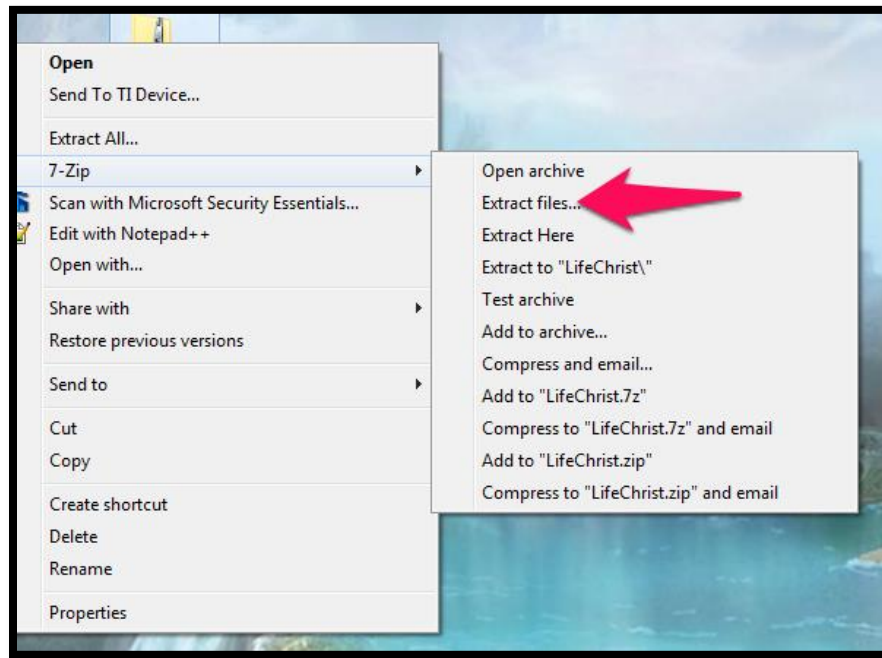 Open
Send To TI Device...
Extract All...
7-Zip
Scan with Microsoft Security Essentials...
Edit with Notepad++
Open with...
Share with
Restore previous versions
Send to
Cut
Copy
Create shortcut
Delete
Rename
Properties
Open archive
Extract files...
Extract Here
Extract to "LifeChrist\"
Test archive
Add to archive...
Compress and email...
Add to "LifeChrist.7z"
Compress to "LifeChrist.7z" and email
Add to "LifeChrist.zip"
Compress to "LifeChrist.zip" and email